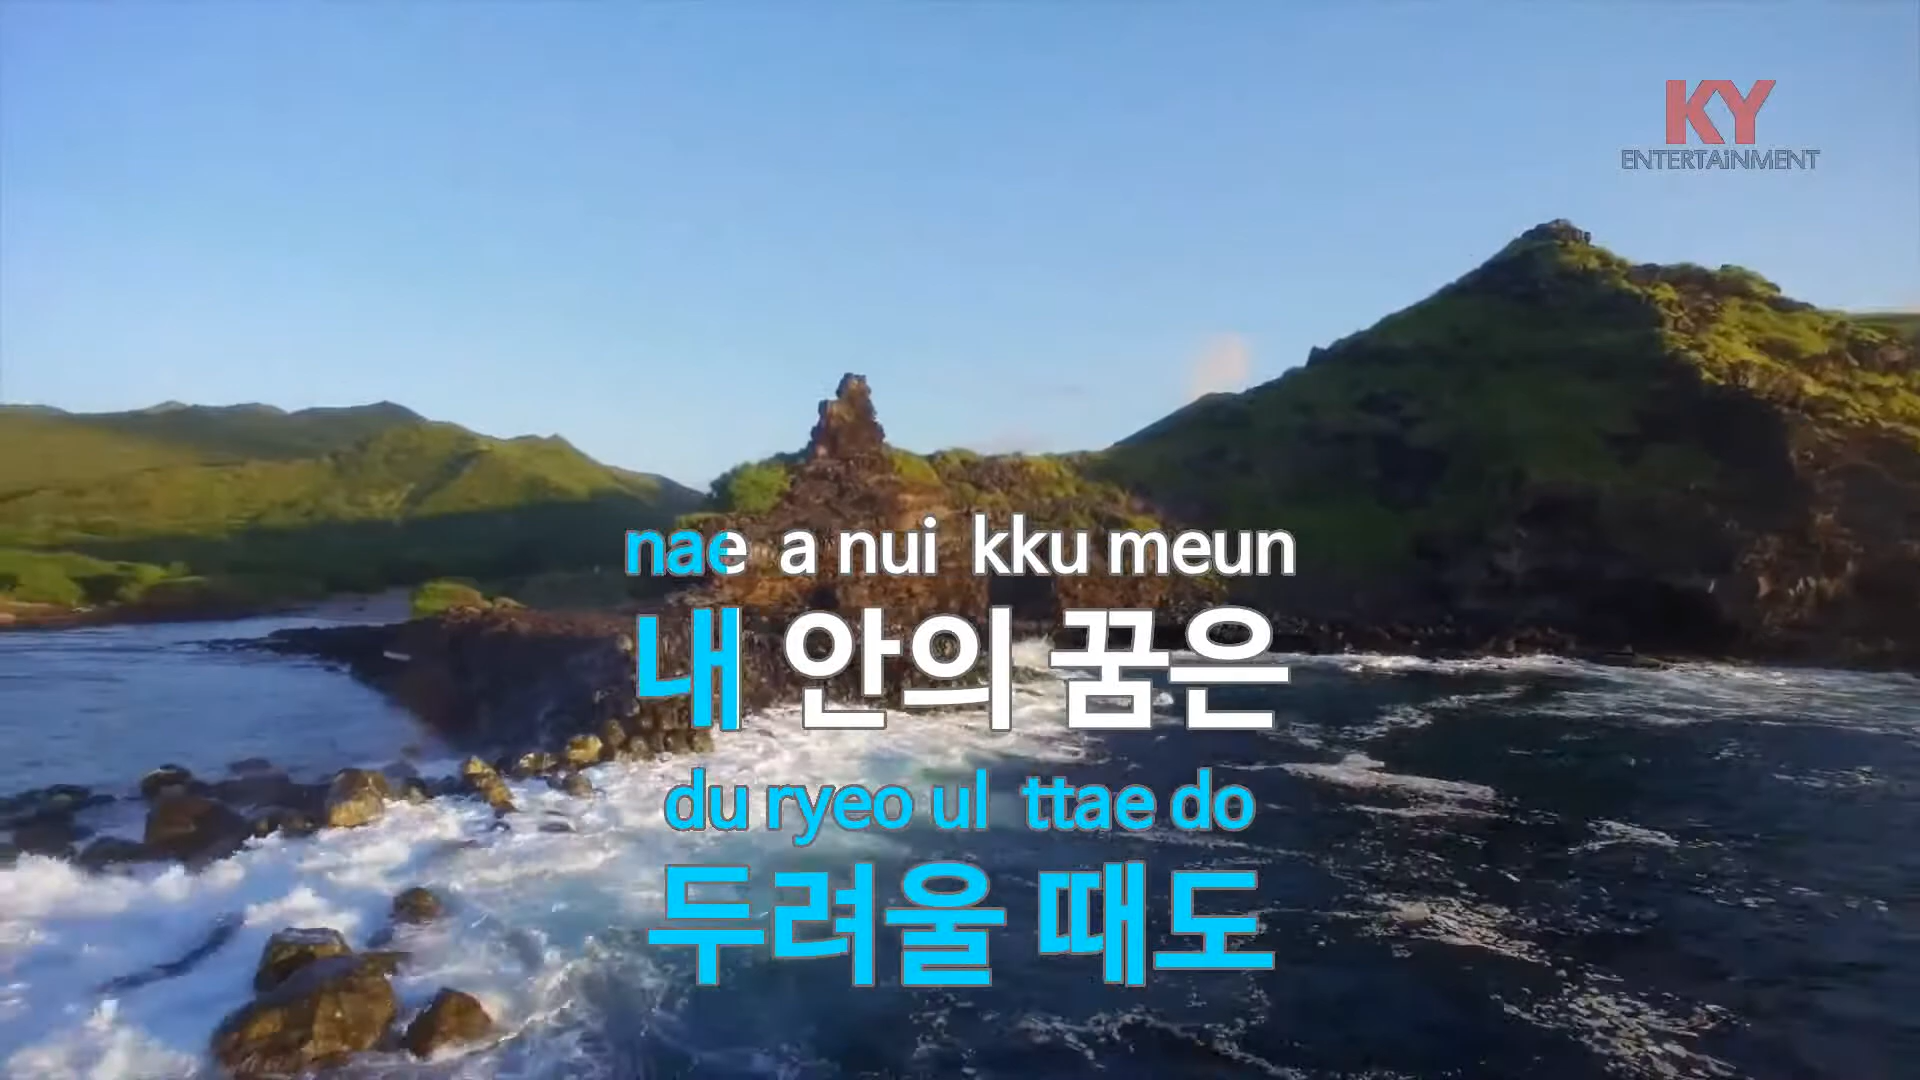 KY
ENTERTAiNMENT
nae a nui kku meun
내 안의 꿈은
du ryeo ul ttae do
두려울 때도